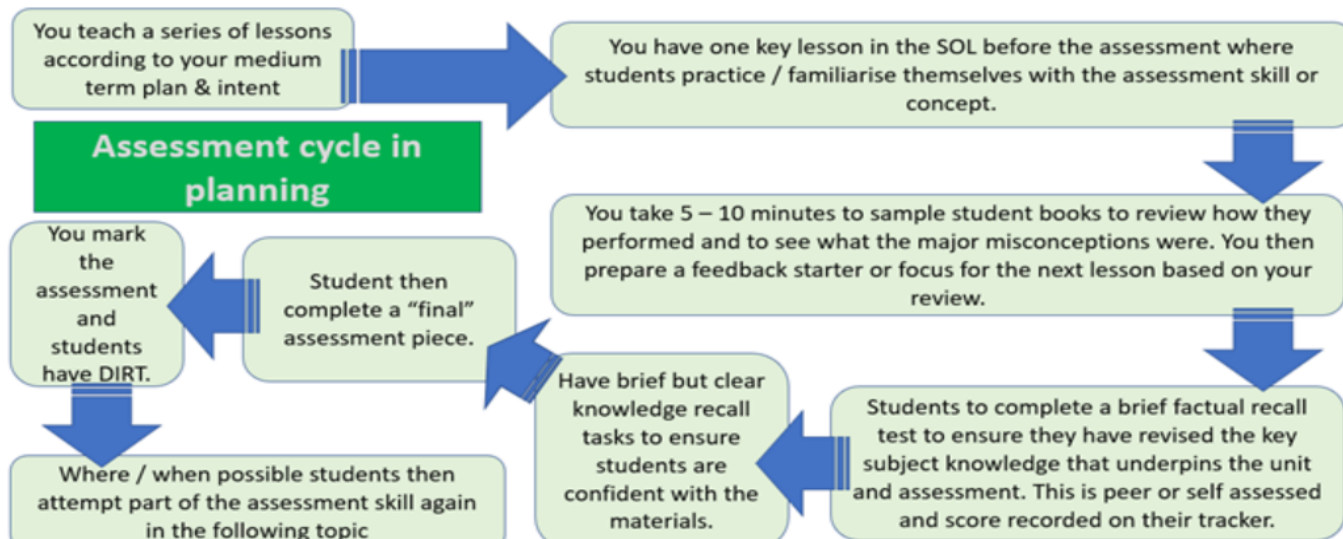 You teach a series of lessons
according to your medium
term plan & intent
You have one key lesson in the SOL before the assessment where
students practice / familiarise themselves with the assessment skill or
concept.
Assessment cycle in
planning
You take 5 – 10 minutes to sample student books to review how they
performed and to see what the major misconceptions were. You then
prepare a feedback starter or focus for the next lesson based on your
review.
Students to complete a brief factual recall
test to ensure they have revised the key
subject knowledge that underpins the unit
and assessment. This is peer or self assessed
and score recorded on their tracker.
Have brief but clear
knowledge recall
tasks to ensure
students are
confident with the
materials.
Student then
complete a “final”
assessment piece.
You mark
the
assessment
and
students
have DIRT.
Where / when possible students then
attempt part of the assessment skill again
in the following topic